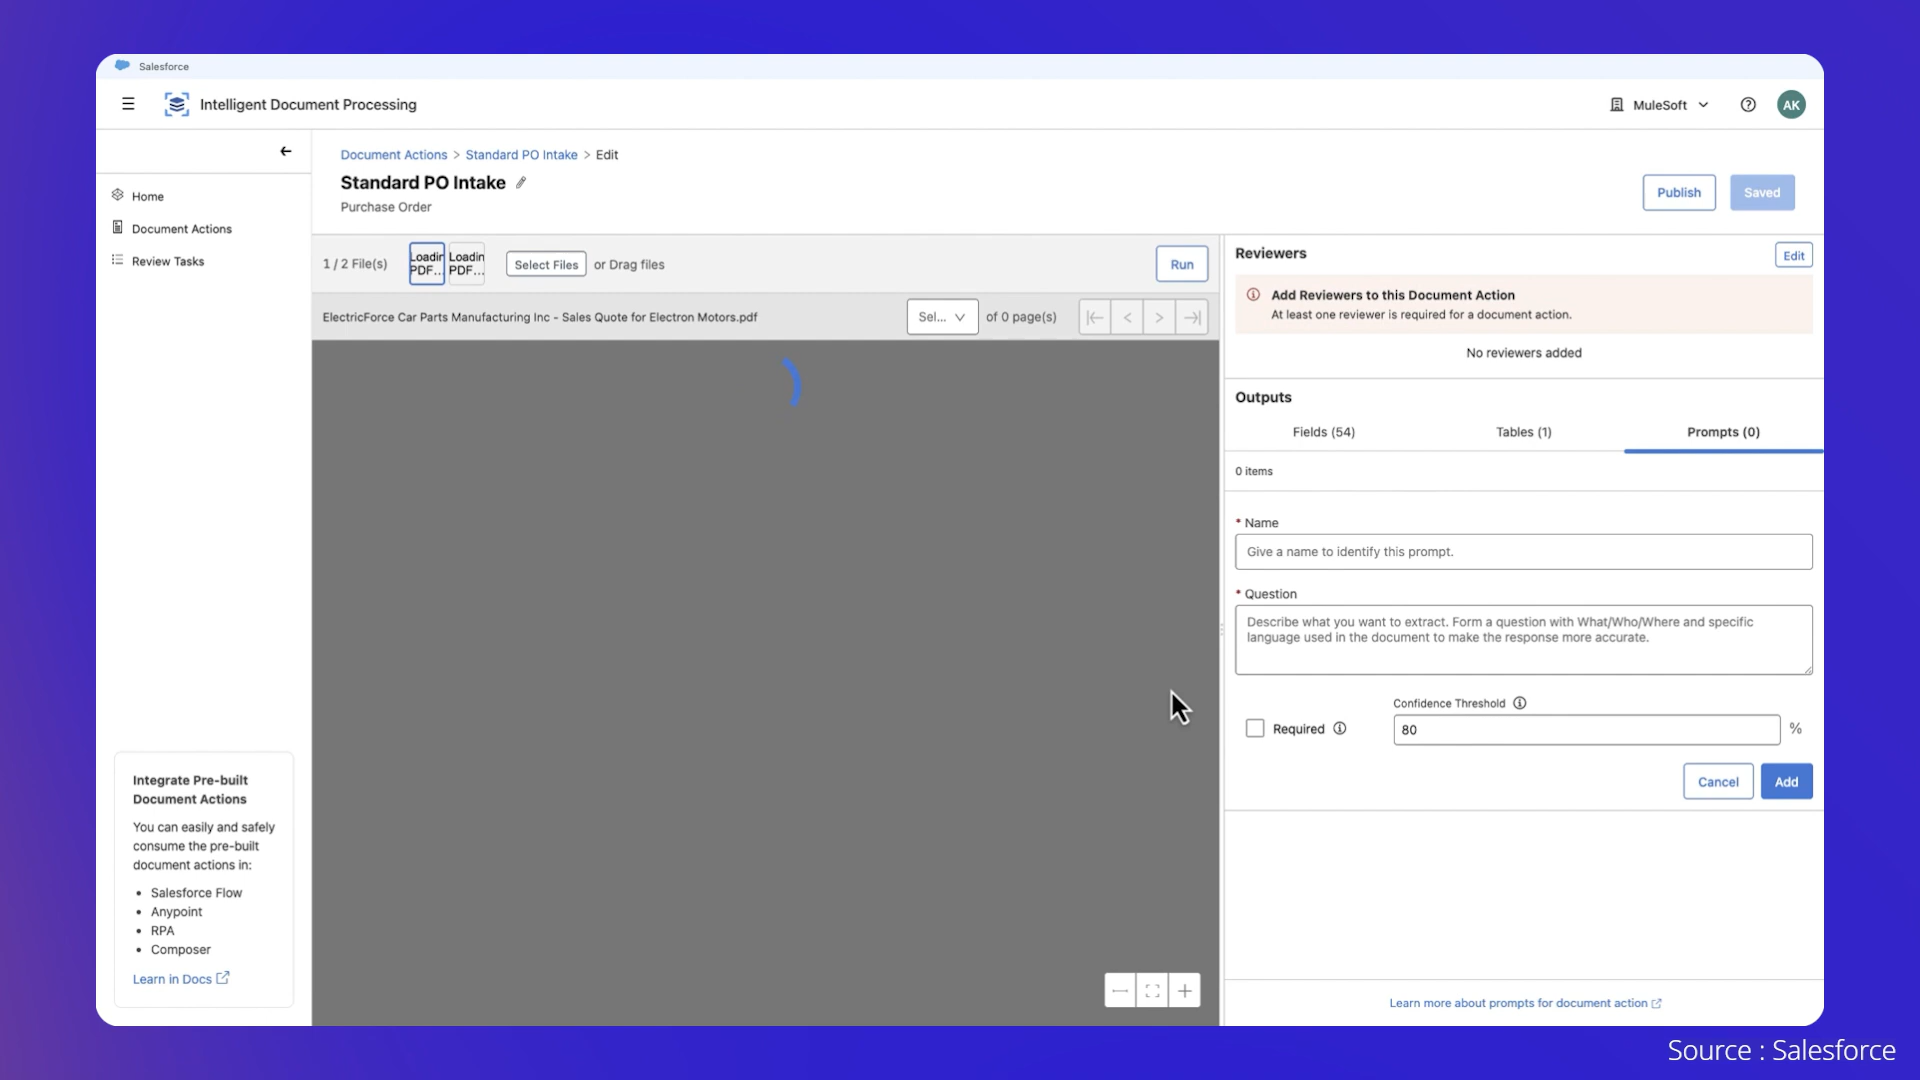 Salesforce
Intelligent Document Processing
MuleSoft
AK
Home
Document Actions
Review Tasks
Integrate Pre-built
Document Actions
You can easily and safely
consume the pre-built
document actions in:
• Salesforce Flow
• Anypoint
• RPA
• Composer
Learn in Docs
Document Actions > Standard PO Intake > Edit
Standard PO Intake
Purchase Order
Publish
Saved
1 / 2 File(s)
Loadin
PDF...
Loadin
PDF...
Select Files or Drag files
Run
ElectricForce Car Parts Manufacturing Inc - Sales Quote for Electron Motors.pdf
Sel... of 0 page(s)
Reviewers
Edit
Add Reviewers to this Document Action
At least one reviewer is required for a document action.
No reviewers added
Outputs
Fields (54) Tables (1) Prompts (0)
0 items
* Name
Give a name to identify this prompt.
* Question
Describe what you want to extract. Form a question with What/Who/Where and specific
language used in the document to make the response more accurate.
Required
Confidence Threshold
80 %
Cancel
Add
Learn more about prompts for document action
Source : Salesforce